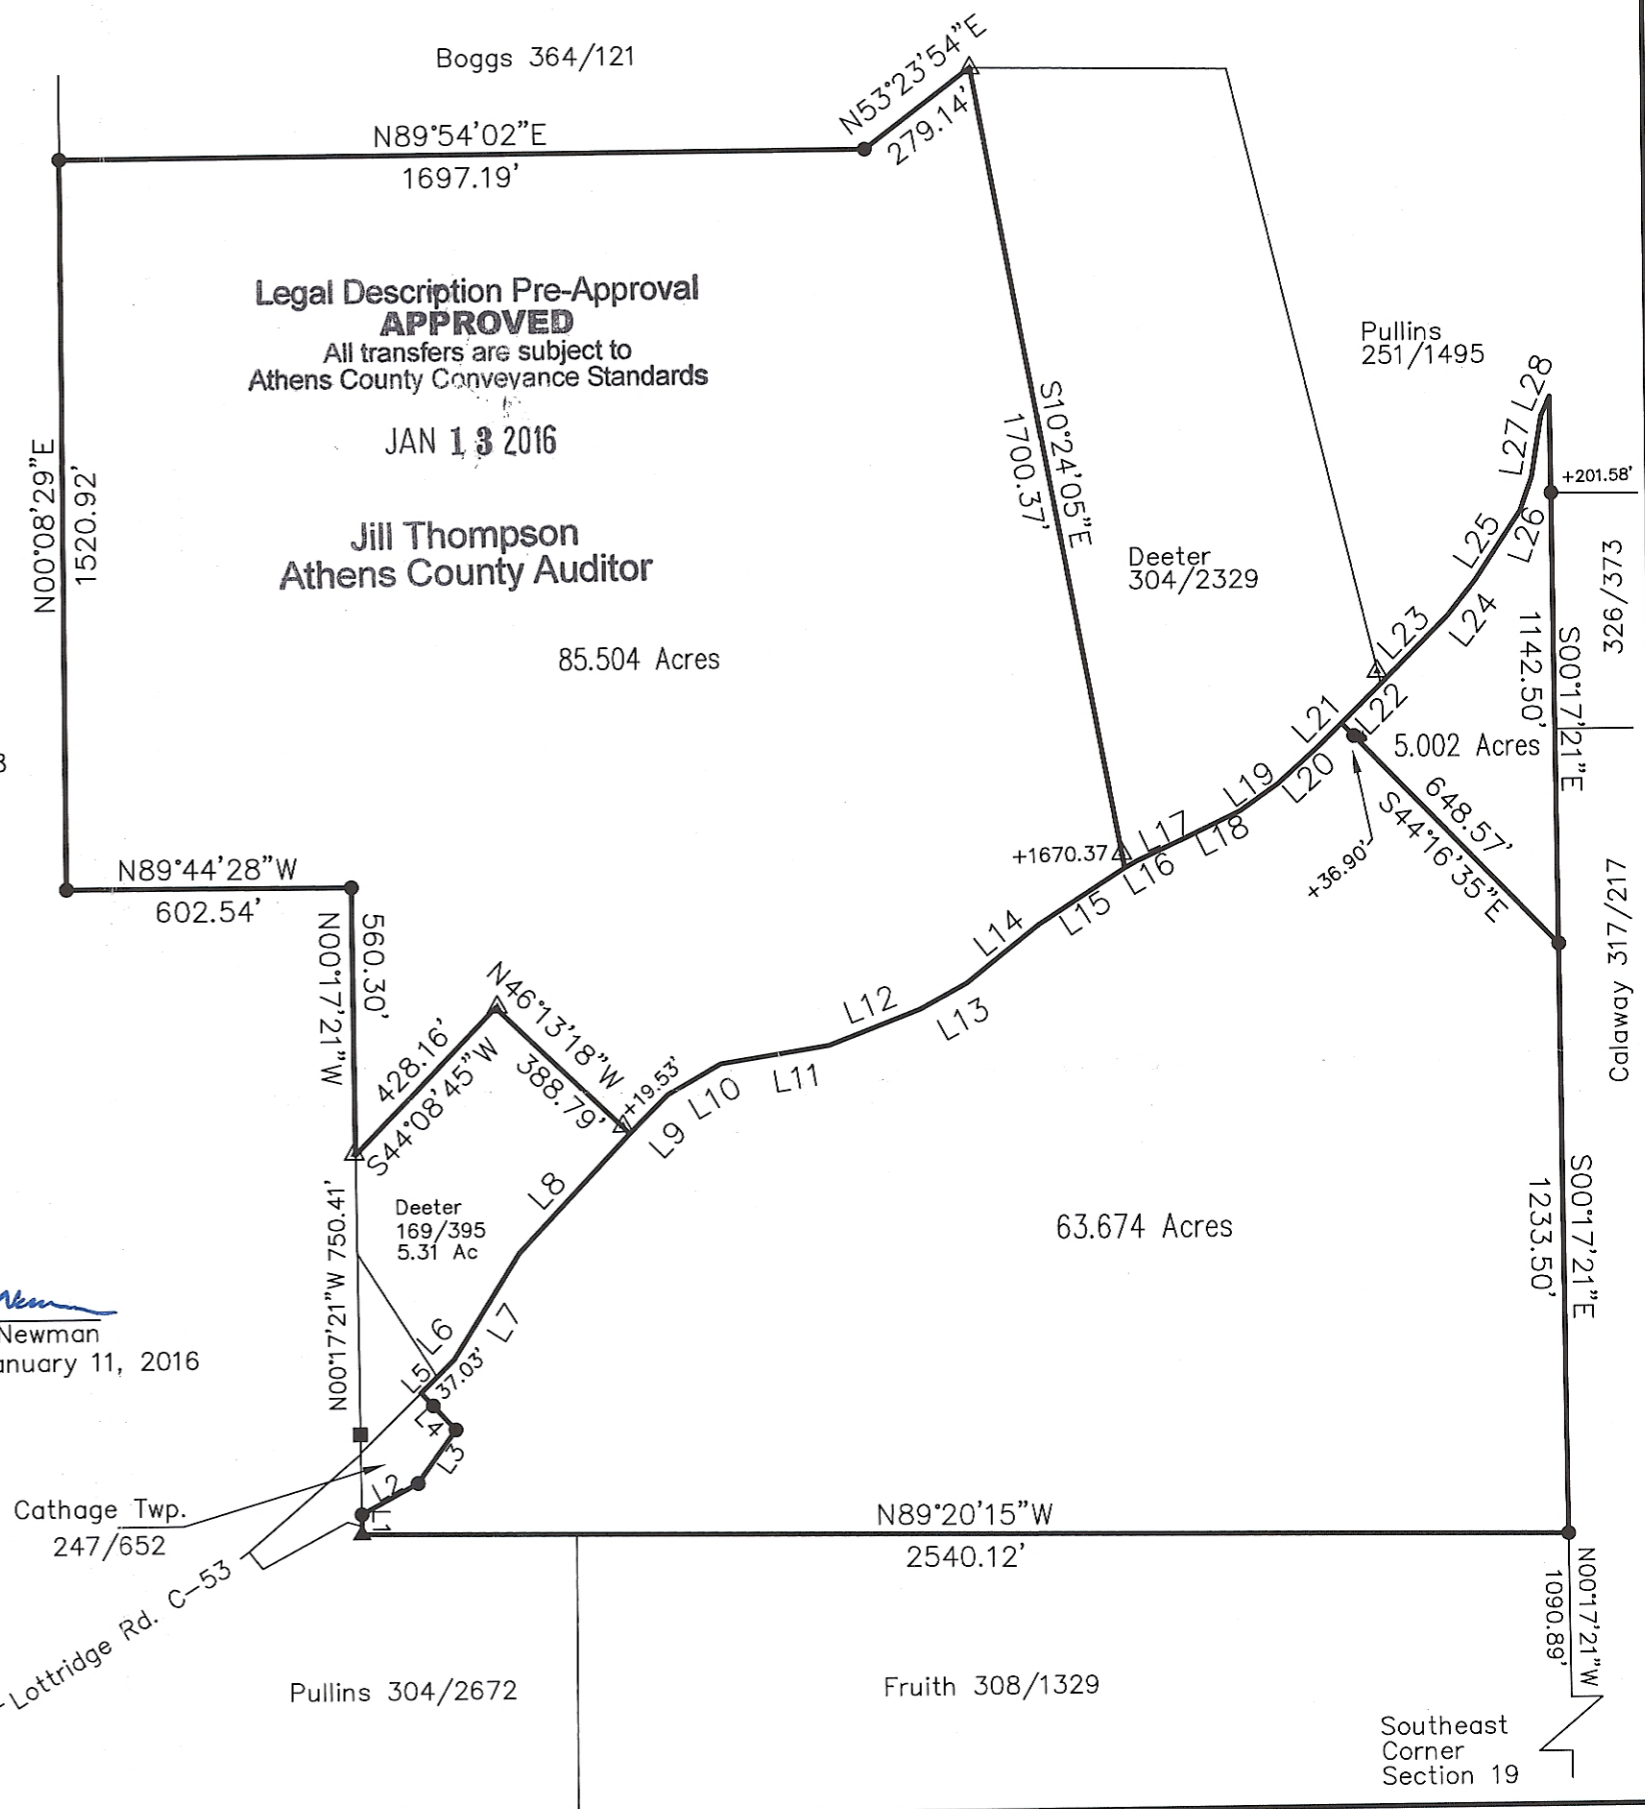 Boggs 364/121
N53°23'54"E
279.14'
N89°54'02"E
1697.19'
Legal Description Pre-Approval
APPROVED
All transfers are subject to
Athens County Conveyance Standards
JAN 13 2016
Jill Thompson
Athens County Auditor
85.504 Acres
N00°08'29"E
1520.92'
S10°24'05"E
1700.37'
Pullins
251/1495
Deeter
304/2329
L28
L27
L26
L25
L24
L23
L22
L21
L20
L19
L18
L17
L16
L15
L14
L13
L12
L11
L10
L9
L8
L7
L6
L5
L4
L3
L2
L1
+201.58'
326/373
1142.50'
S00°17'21"E
5.002 Acres
648.57'
S44°16'35"E
+36.90'
+1670.37
Calaway 317/217
N89°44'28"W
602.54'
560.30'
N00°17'21"W
N46°13'18"W
388.79'
+19.53'
428.16'
S44°08'45"W
Deeter
169/395
5.31 Ac
N00°17'21"W 750.41'
37.03'
63.674 Acres
S00°17'21"E
1233.50'
Newman
anuary 11, 2016
Cathage Twp.
247/652
Lottridge Rd. C-53
N89°20'15"W
2540.12'
N00°17'21"W
1090.89'
Pullins 304/2672
Fruith 308/1329
Southeast
Corner
Section 19